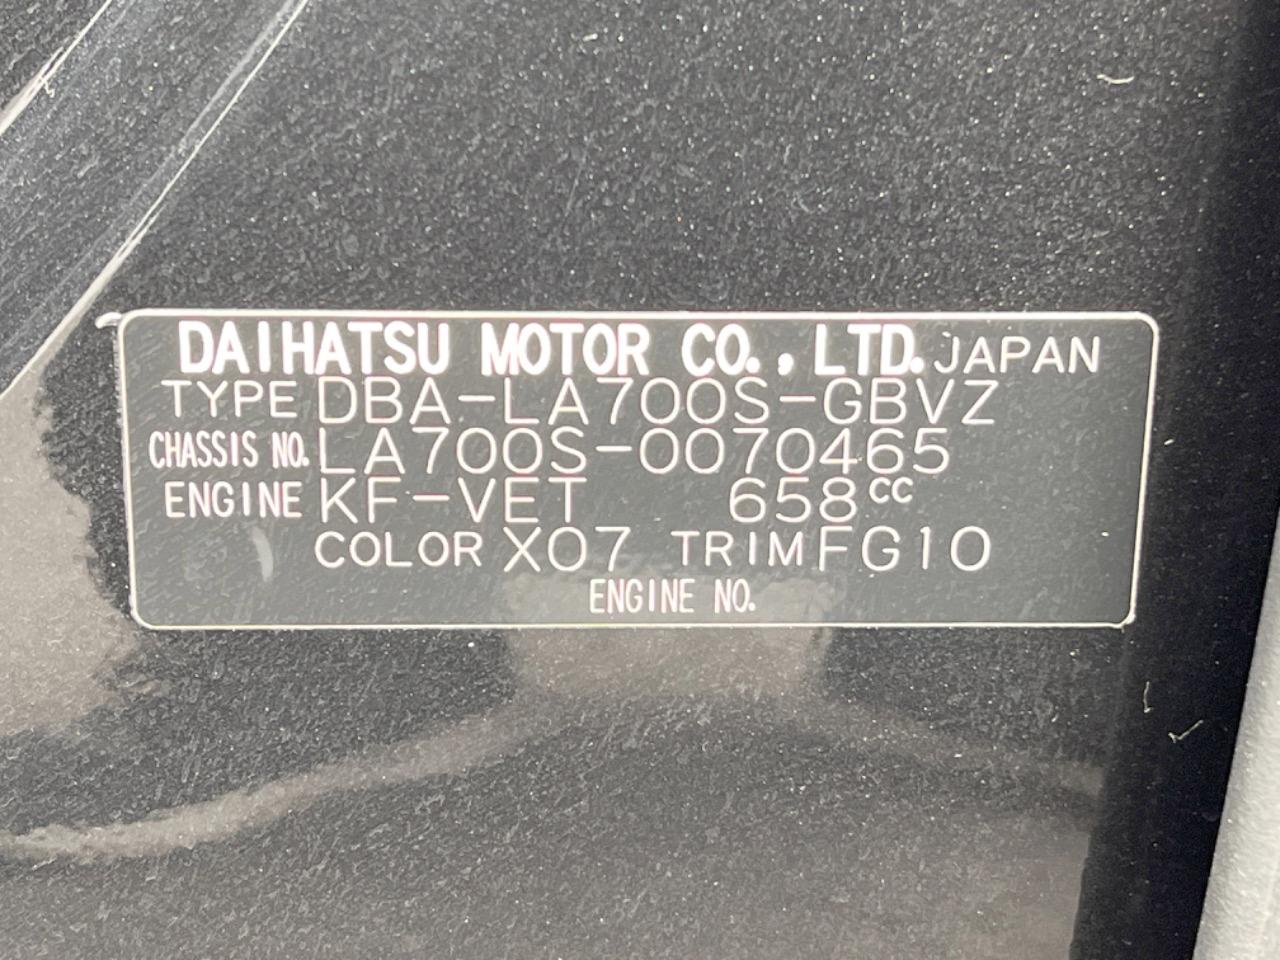 DAIHATSU MOTOR CO., LTD. JAPAN
TYPE DBA-LA700S-GBVZ
CHASSIS NO. LA700S-0070465
ENGINE KF-VET 658cc
COLOR X07 TRIM FG10
ENGINE NO.